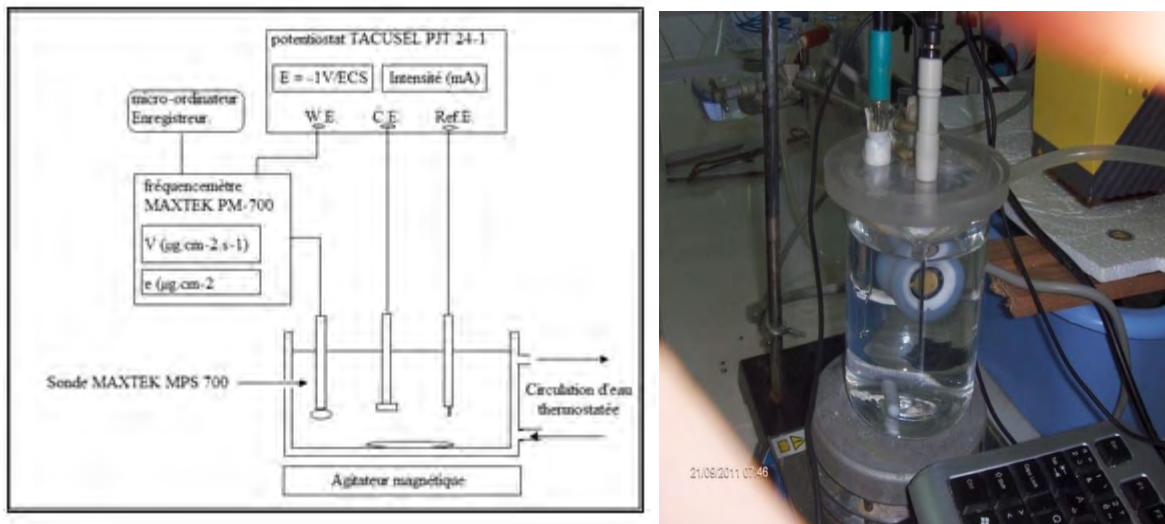 potentiostat TACUSEL PJT 24-1
E = -1V/ECS
Intensité (mA)
micro-ordinateur
Enregistreur
W.E.
C.E.
Ref.E.
fréquencemètre
MAXTEK PM-700
V (µg.cm-2.s-1)
e (µg.cm-2
Sonde MAXTEK MPS 700
Circulation d'eau
thermostatée
Agitateur magnétique
21/09/2011 07:46